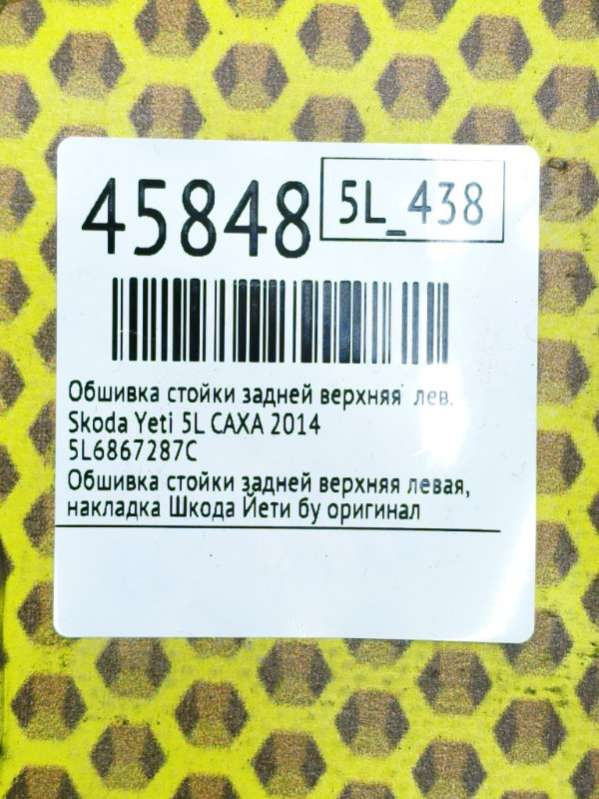 45848
5L_438
Обшивка стойки задней верхняя лев.
Skoda Yeti 5L CAXA 2014
5L6867287C
Обшивка стойки задней верхняя левая,
накладка Шкода Йети бу оригинал